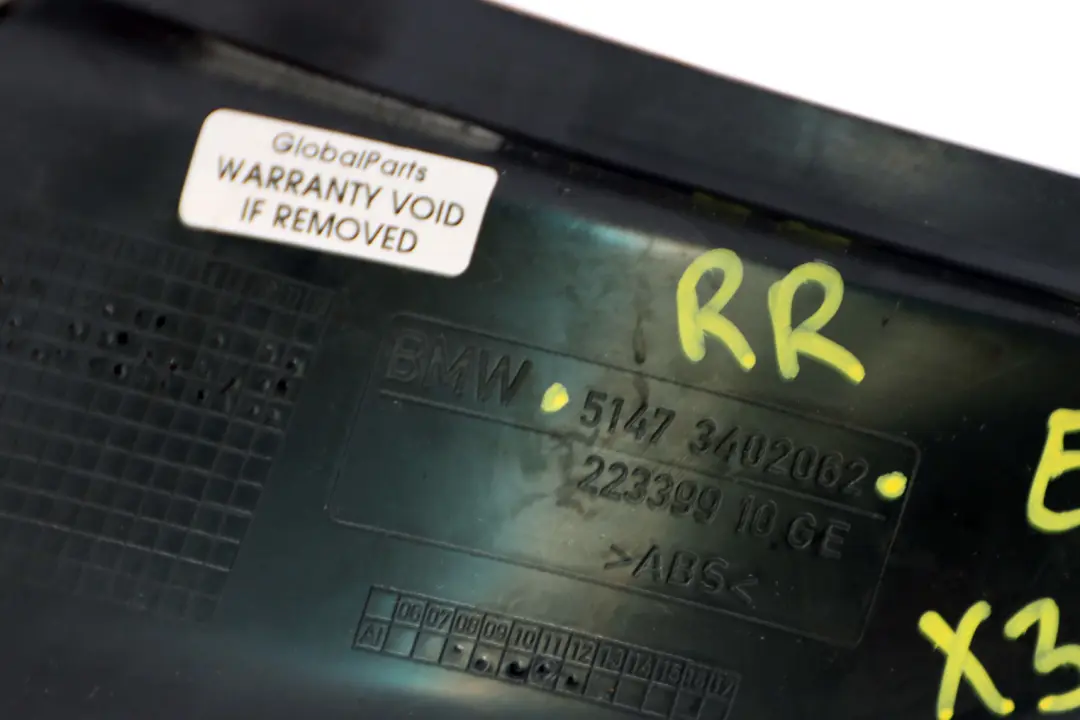 GlobalParts
WARRANTY VOID
IF REMOVED
RR
BMW 5147 3402062
223399 10 GE
>ABS<
E
X3
06 07 08 09 10 11 12 13 14 15 16 17
AJ